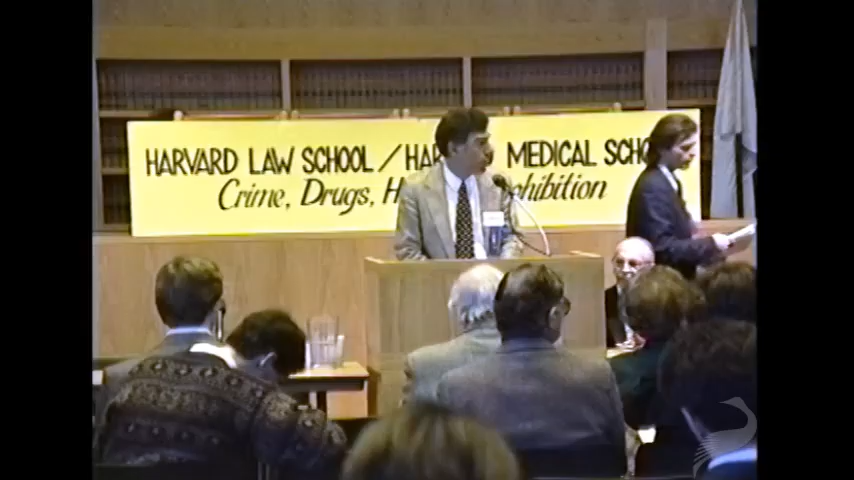 HARVARD LAW SCHOOL / HAR MEDICAL SCHO
Crime, Drugs, H hibition